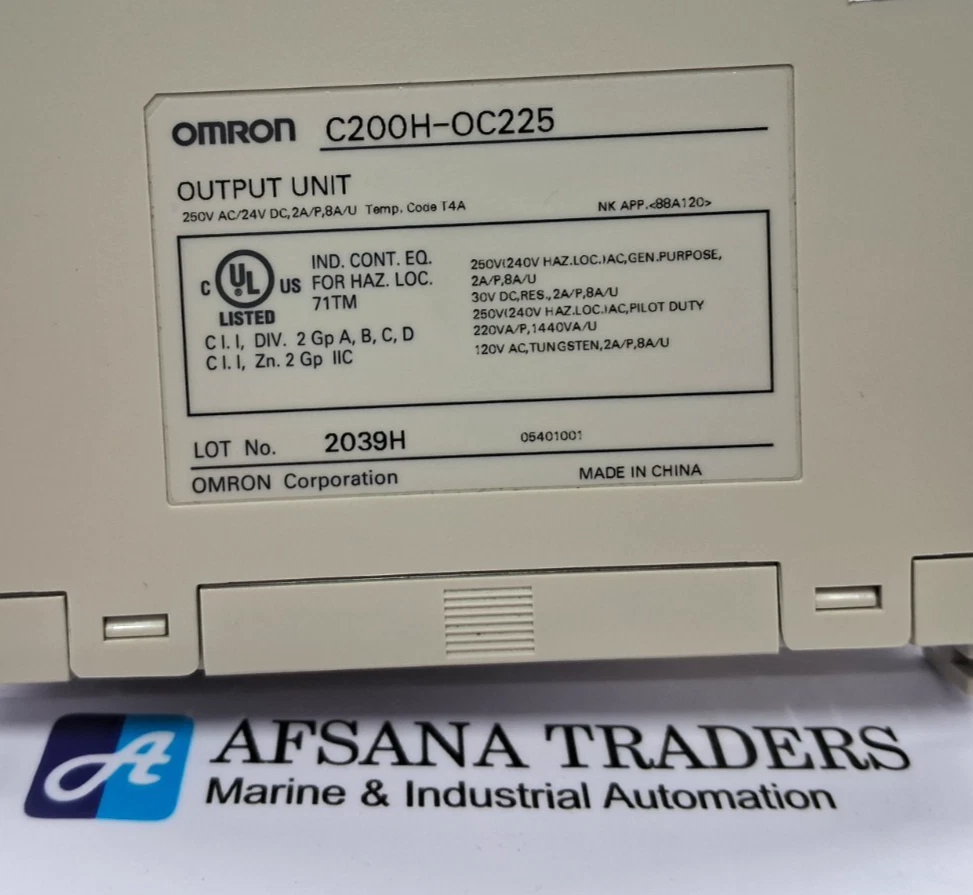 OMRON C200H-OC225
OUTPUT UNIT
250V AC/24V DC,2A/P,8A/U Temp. Code T4A NK APP.<88A120>
C UL US
LISTED
IND. CONT. EQ.
FOR HAZ. LOC.
71TM
C I. I, DIV. 2 Gp A, B, C, D
C I. I, Zn. 2 Gp IIC
250V(240V HAZ.LOC.)AC,GEN.PURPOSE,
2A/P,8A/U
30V DC,RES.,2A/P,8A/U
250V(240V HAZ.LOC.)AC,PILOT DUTY
220VA/P,1440VA/U
120V AC,TUNGSTEN,2A/P,8A/U
LOT No. 2039H 05401001
OMRON Corporation MADE IN CHINA
A AFSANA TRADERS
Marine & Industrial Automation